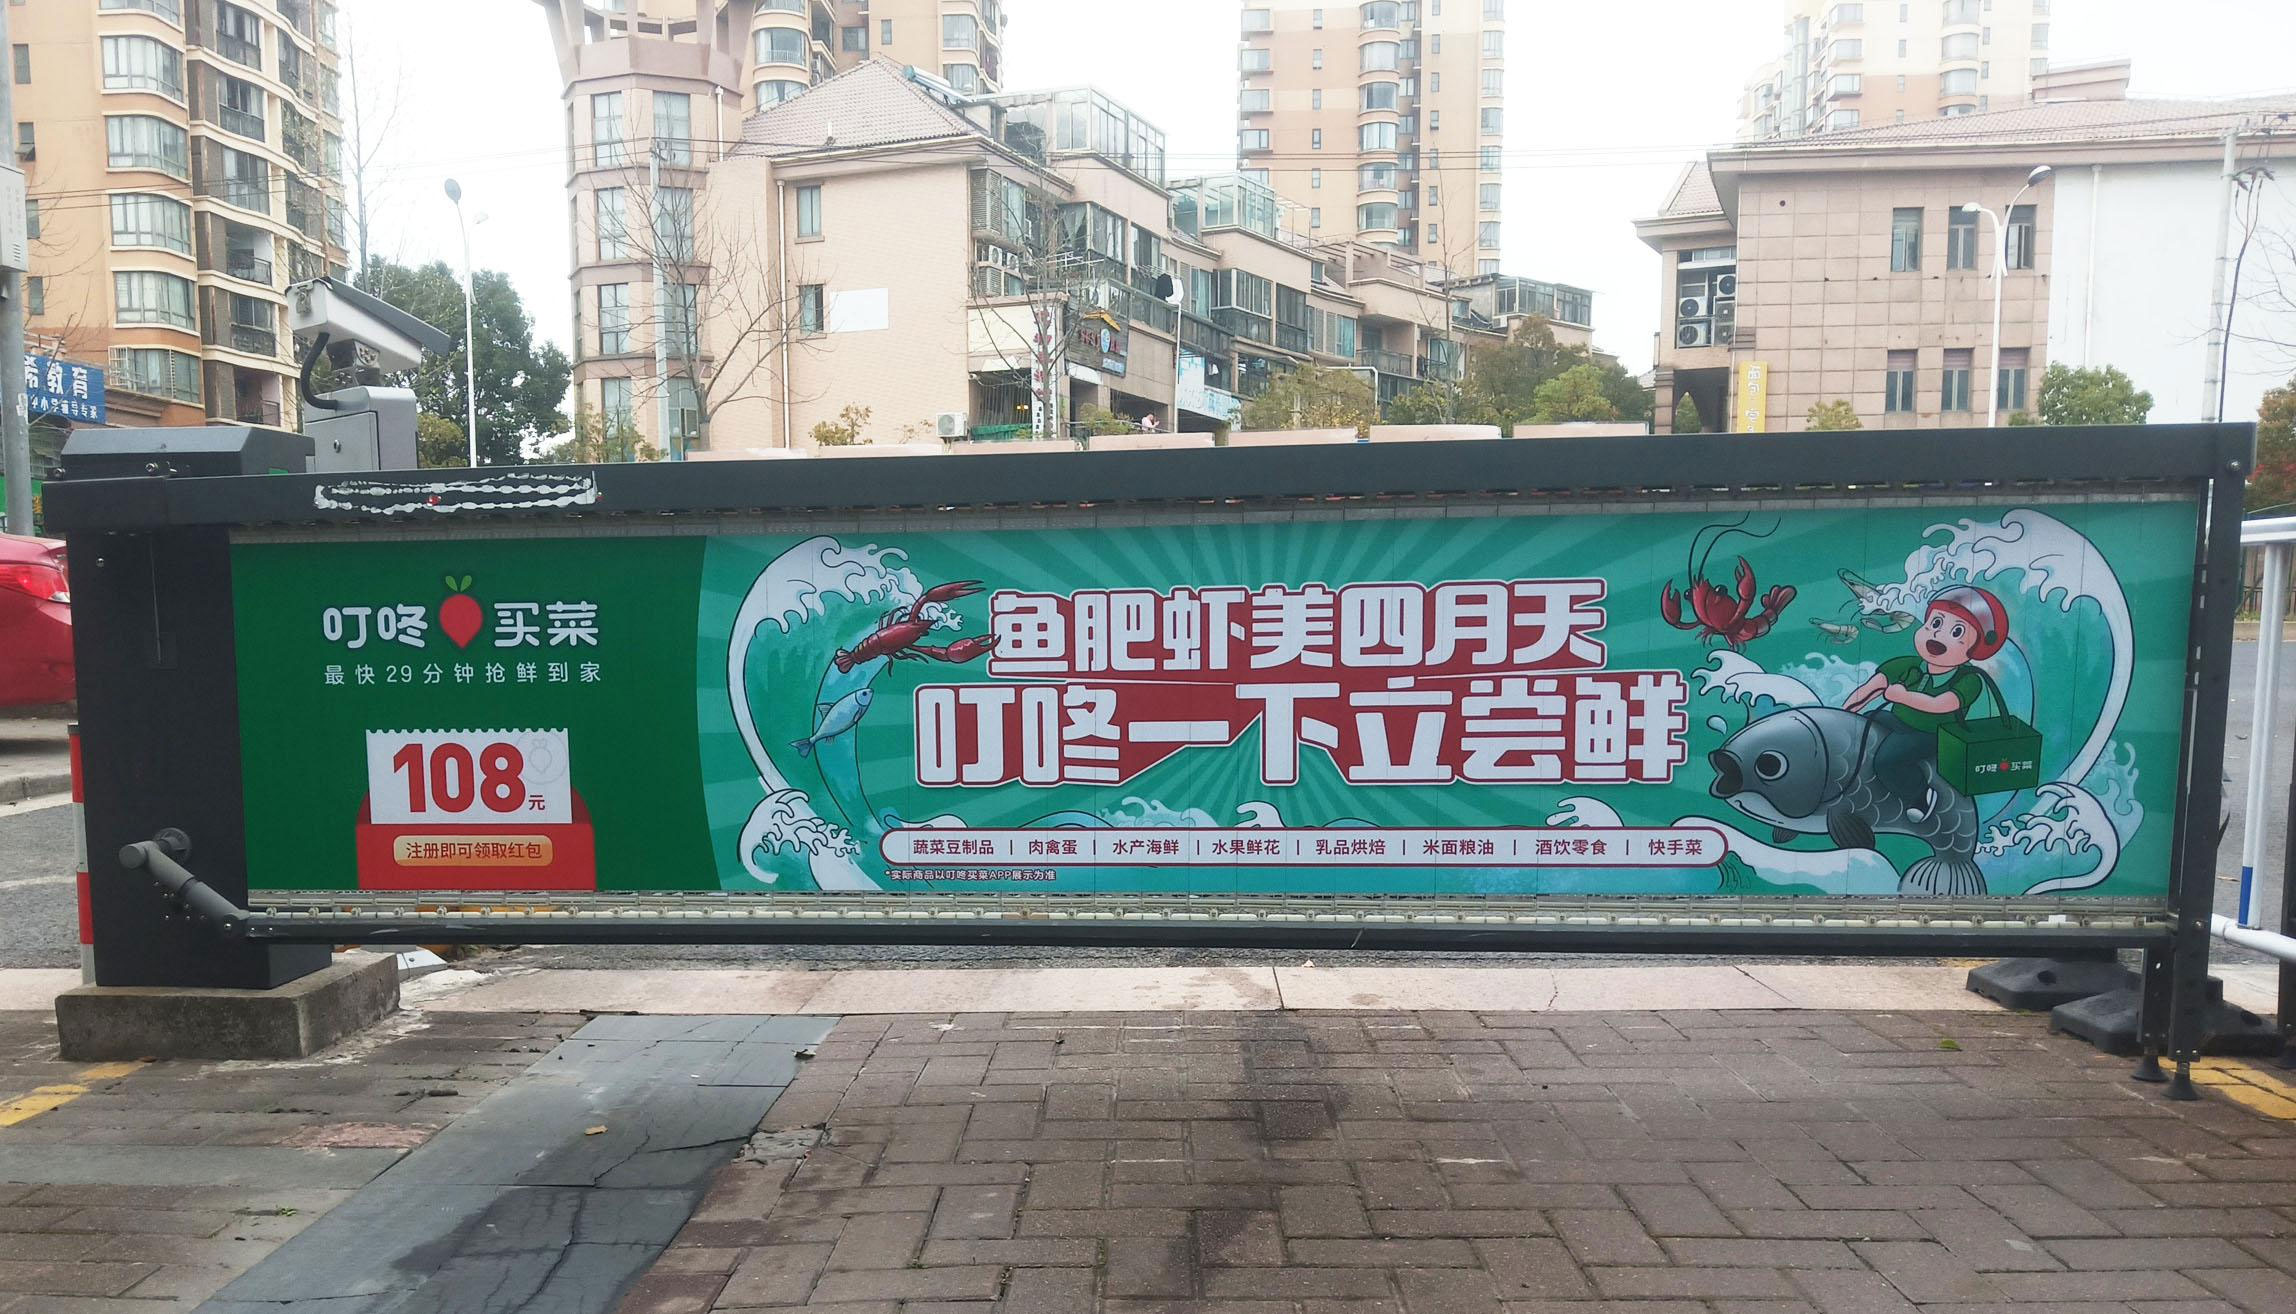 叮咚买菜
最快29分钟抢鲜到家
108元
注册即可领取红包
鱼肥虾美四月天
叮咚一下立尝鲜
蔬菜豆制品 | 肉禽蛋 | 水产海鲜 | 水果鲜花 | 乳品烘焙 | 米面粮油 | 酒饮零食 | 快手菜
*实际商品以叮咚买菜APP展示为准
叮咚买菜
希教育